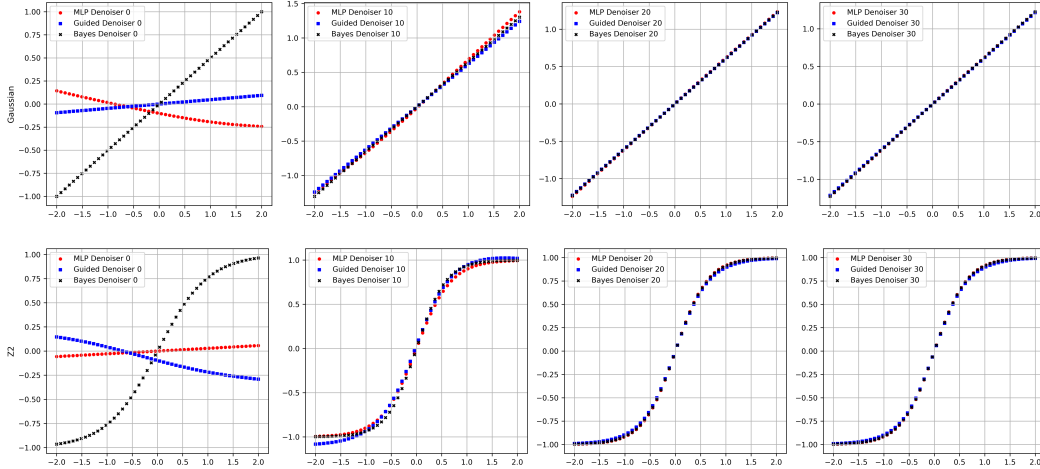 MLP Denoiser 0
Guided Denoiser 0
Bayes Denoiser 0
1.00
0.75
0.50
0.25
0.00
−0.25
−0.50
−0.75
−1.00
Gaussian
−2.0 −1.5 −1.0 −0.5 0.0 0.5 1.0 1.5 2.0
MLP Denoiser 10
Guided Denoiser 10
Bayes Denoiser 10
1.5
1.0
0.5
0.0
−0.5
−1.0
−2.0 −1.5 −1.0 −0.5 0.0 0.5 1.0 1.5 2.0
MLP Denoiser 20
Guided Denoiser 20
Bayes Denoiser 20
1.0
0.5
0.0
−0.5
−1.0
−2.0 −1.5 −1.0 −0.5 0.0 0.5 1.0 1.5 2.0
MLP Denoiser 30
Guided Denoiser 30
Bayes Denoiser 30
1.0
0.5
0.0
−0.5
−1.0
−2.0 −1.5 −1.0 −0.5 0.0 0.5 1.0 1.5 2.0
MLP Denoiser 0
Guided Denoiser 0
Bayes Denoiser 0
1.00
0.75
0.50
0.25
0.00
−0.25
−0.50
−0.75
−1.00
Z2
−2.0 −1.5 −1.0 −0.5 0.0 0.5 1.0 1.5 2.0
MLP Denoiser 10
Guided Denoiser 10
Bayes Denoiser 10
1.0
0.5
0.0
−0.5
−1.0
−2.0 −1.5 −1.0 −0.5 0.0 0.5 1.0 1.5 2.0
MLP Denoiser 20
Guided Denoiser 20
Bayes Denoiser 20
1.00
0.75
0.50
0.25
0.00
−0.25
−0.50
−0.75
−1.00
−2.0 −1.5 −1.0 −0.5 0.0 0.5 1.0 1.5 2.0
MLP Denoiser 30
Guided Denoiser 30
Bayes Denoiser 30
1.00
0.75
0.50
0.25
0.00
−0.25
−0.50
−0.75
−1.00
−2.0 −1.5 −1.0 −0.5 0.0 0.5 1.0 1.5 2.0